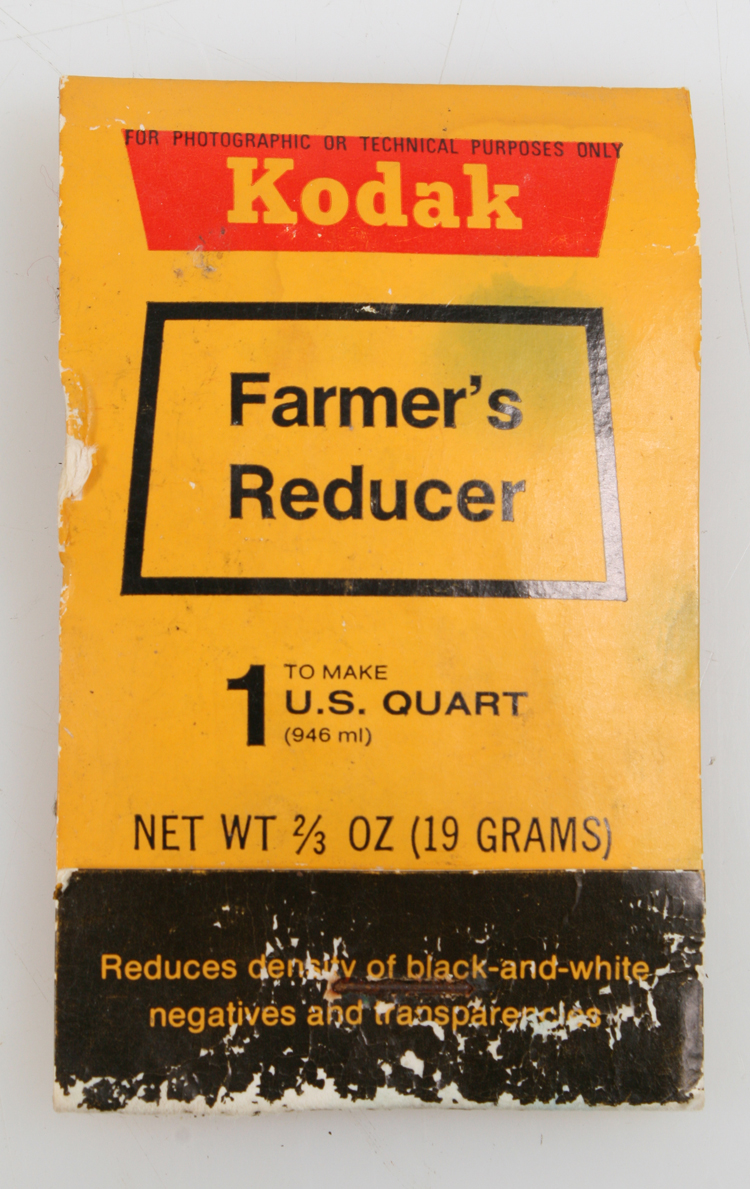 FOR PHOTOGRAPHIC OR TECHNICAL PURPOSES ONLY
Kodak
Farmer's
Reducer
1 TO MAKE
U.S. QUART
(946 ml)
NET WT 2/3 OZ (19 GRAMS)
Reduces density of black-and-white
negatives and transparencies